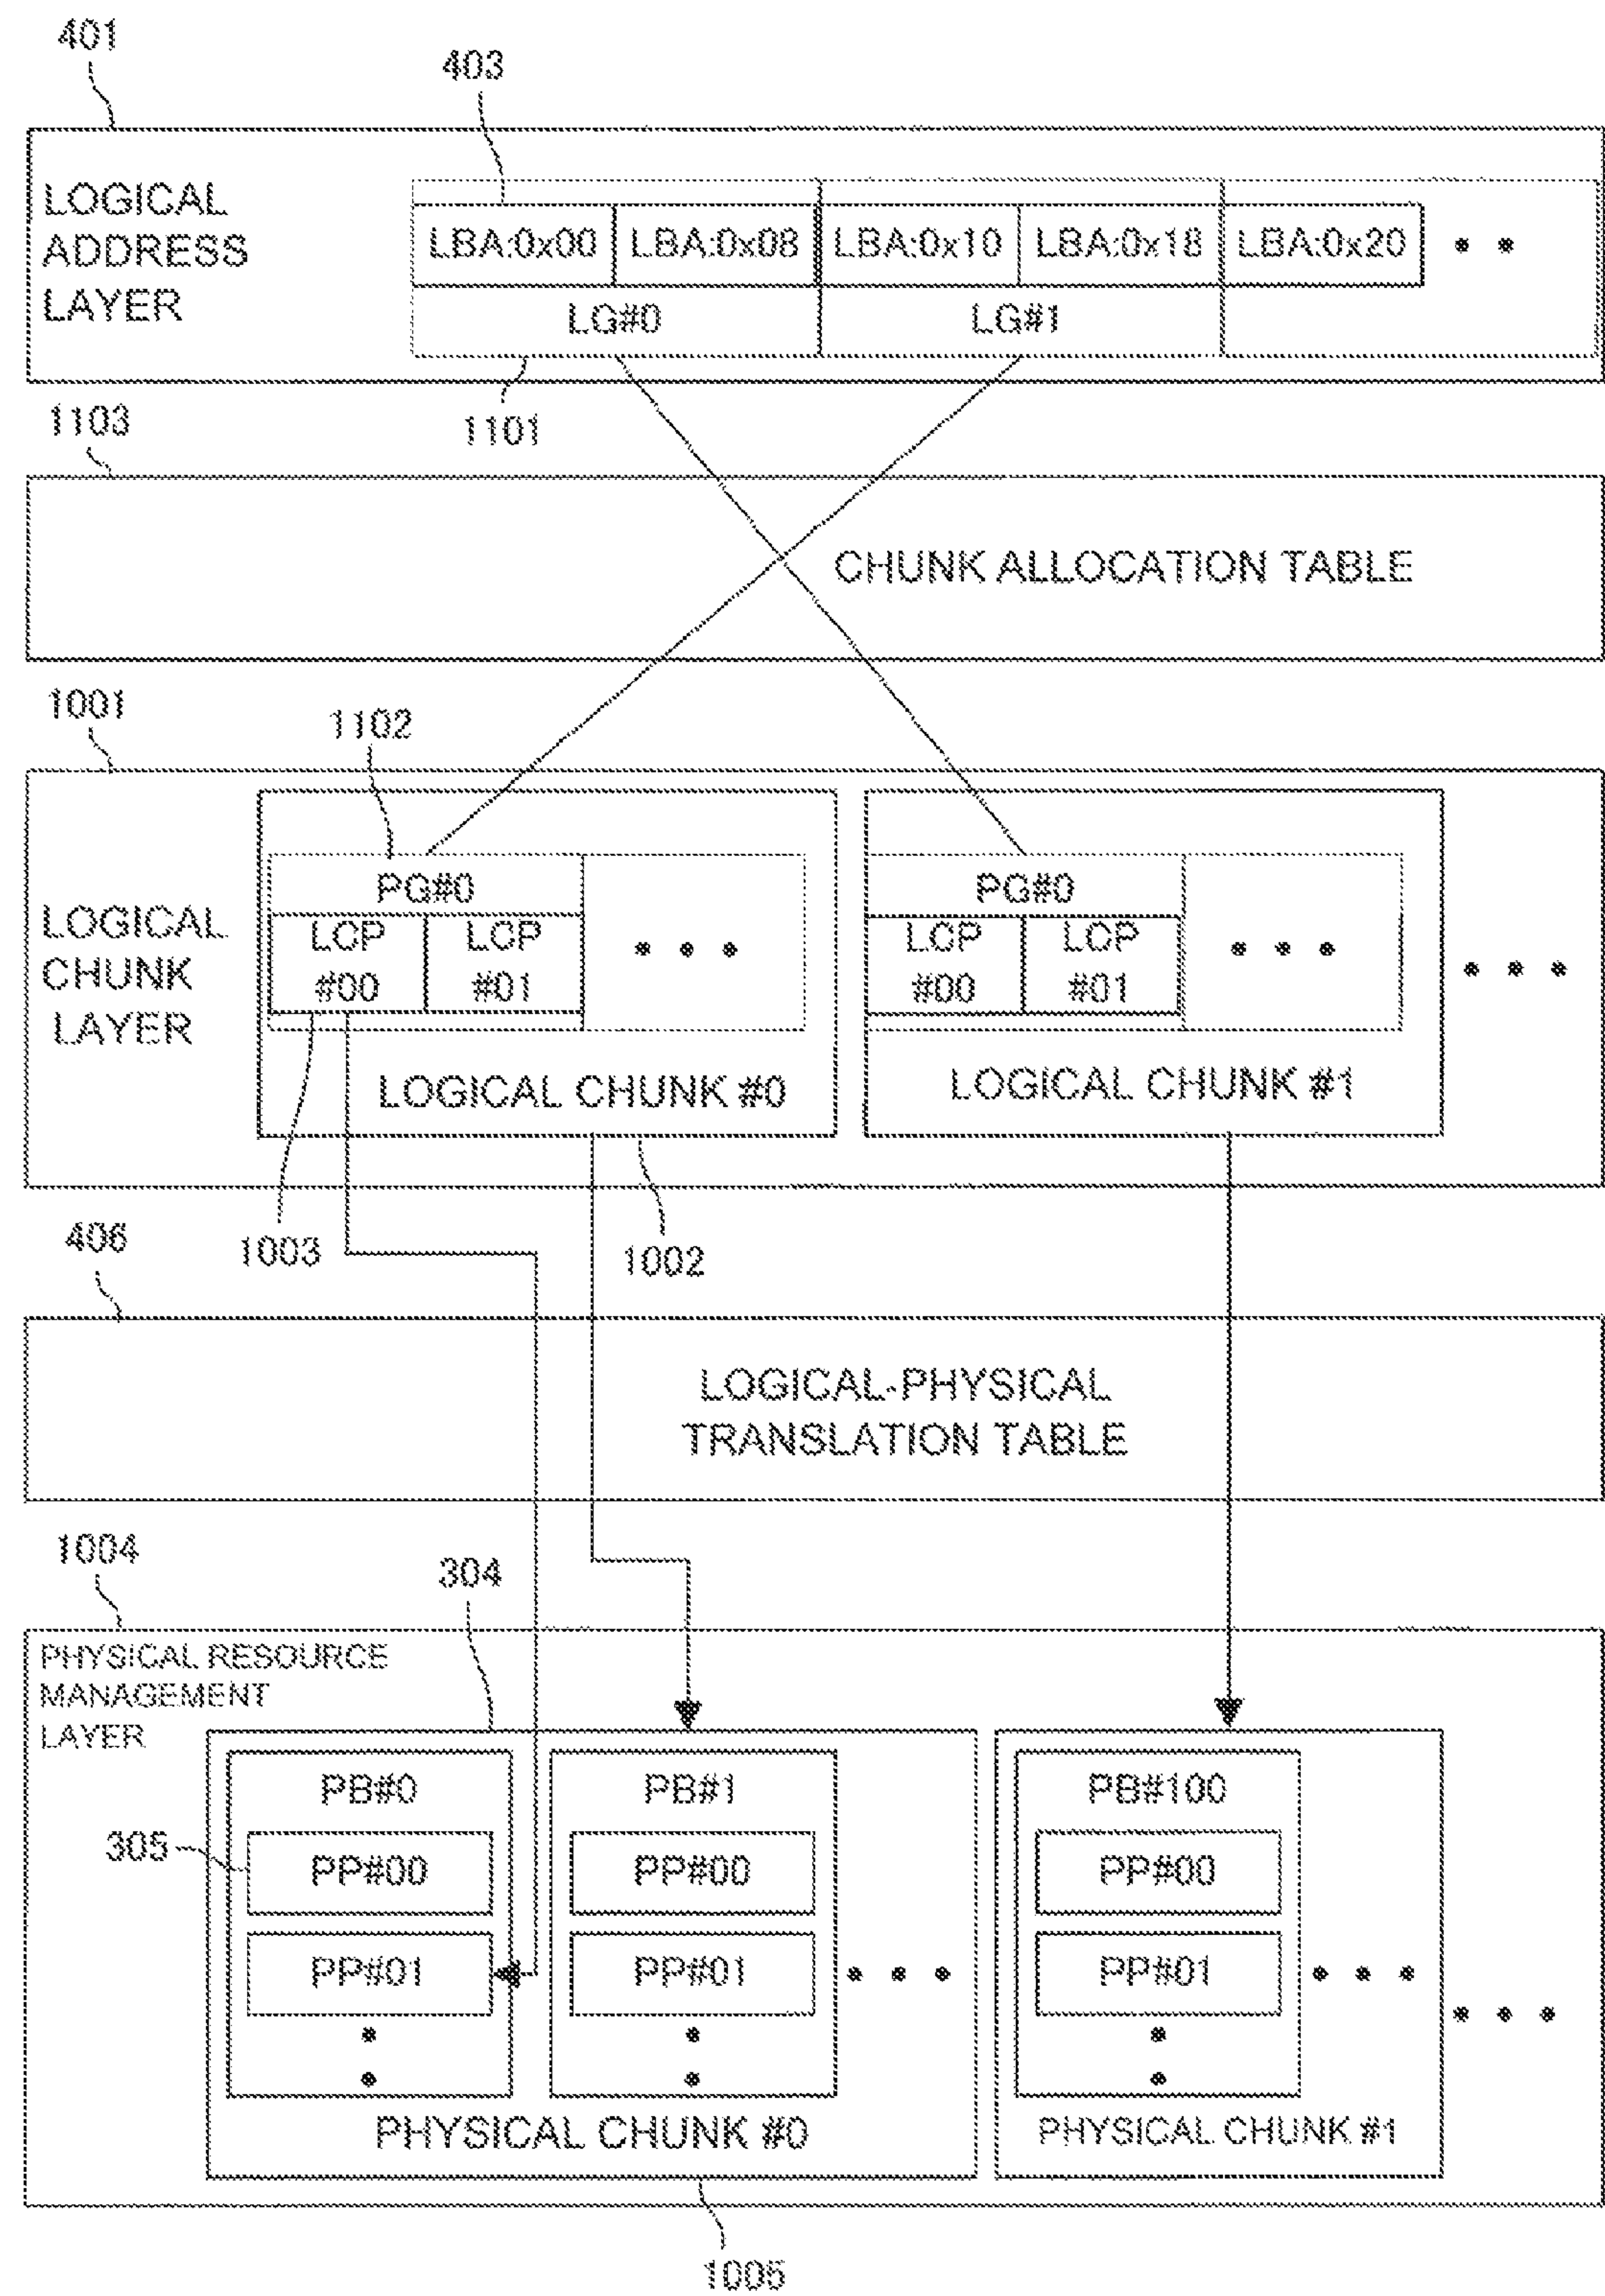 401
403
LOGICAL
ADDRESS
LAYER
LBA:0x00 LBA:0x08 LBA:0x10 LBA:0x18 LBA:0x20
LG#0 LG#1
1101
1103
CHUNK ALLOCATION TABLE
1001
1102
LOGICAL
CHUNK
LAYER
PG#0
LCP
#00
LCP
#01
LOGICAL CHUNK #0
PG#0
LCP
#00
LCP
#01
LOGICAL CHUNK #1
1003
1002
406
LOGICAL-PHYSICAL
TRANSLATION TABLE
1004
304
PHYSICAL RESOURCE
MANAGEMENT
LAYER
305
PB#0
PP#00
PP#01
PB#1
PP#00
PP#01
PHYSICAL CHUNK #0
PB#100
PP#00
PP#01
PHYSICAL CHUNK #1
1005